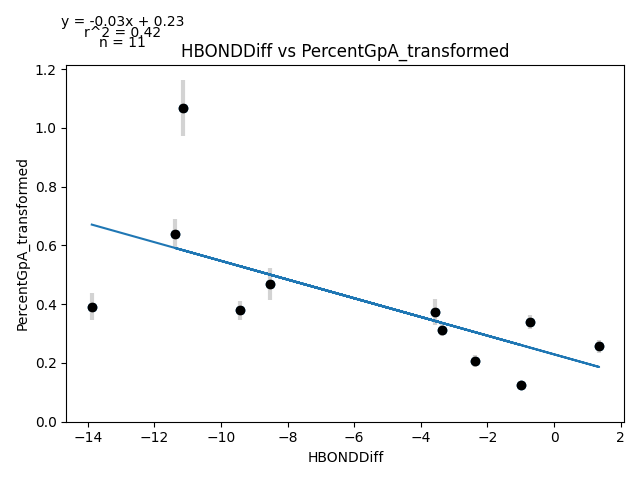 y = -0.03x + 0.23
r^2 = 0.42
n = 11
HBONDDiff vs PercentGpA_transformed
1.2
1.0
0.8
0.6
0.4
0.2
0.0
PercentGpA_transformed
−14 −12 −10 −8 −6 −4 −2 0 2
HBONDDiff